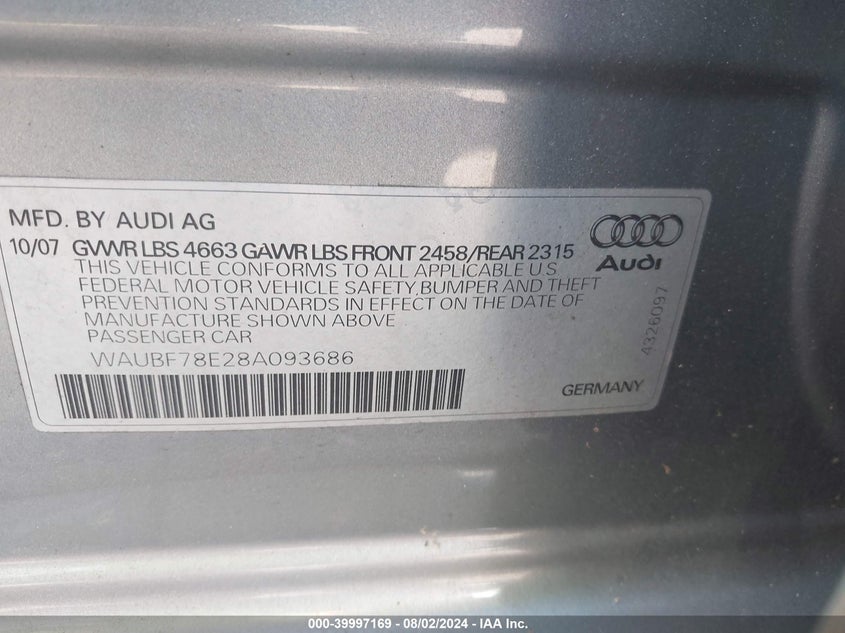 MFD. BY AUDI AG
10/07 GVWR LBS 4663 GAWR LBS FRONT 2458/REAR 2315
THIS VEHICLE CONFORMS TO ALL APPLICABLE U.S.
FEDERAL MOTOR VEHICLE SAFETY,BUMPER AND THEFT
PREVENTION STANDARDS IN EFFECT ON THE DATE OF
MANUFACTURE SHOWN ABOVE
PASSENGER CAR
WAUBF78E28A093686
Audi
4326097
GERMANY
000-39997169 - 08/02/2024 - IAA Inc.